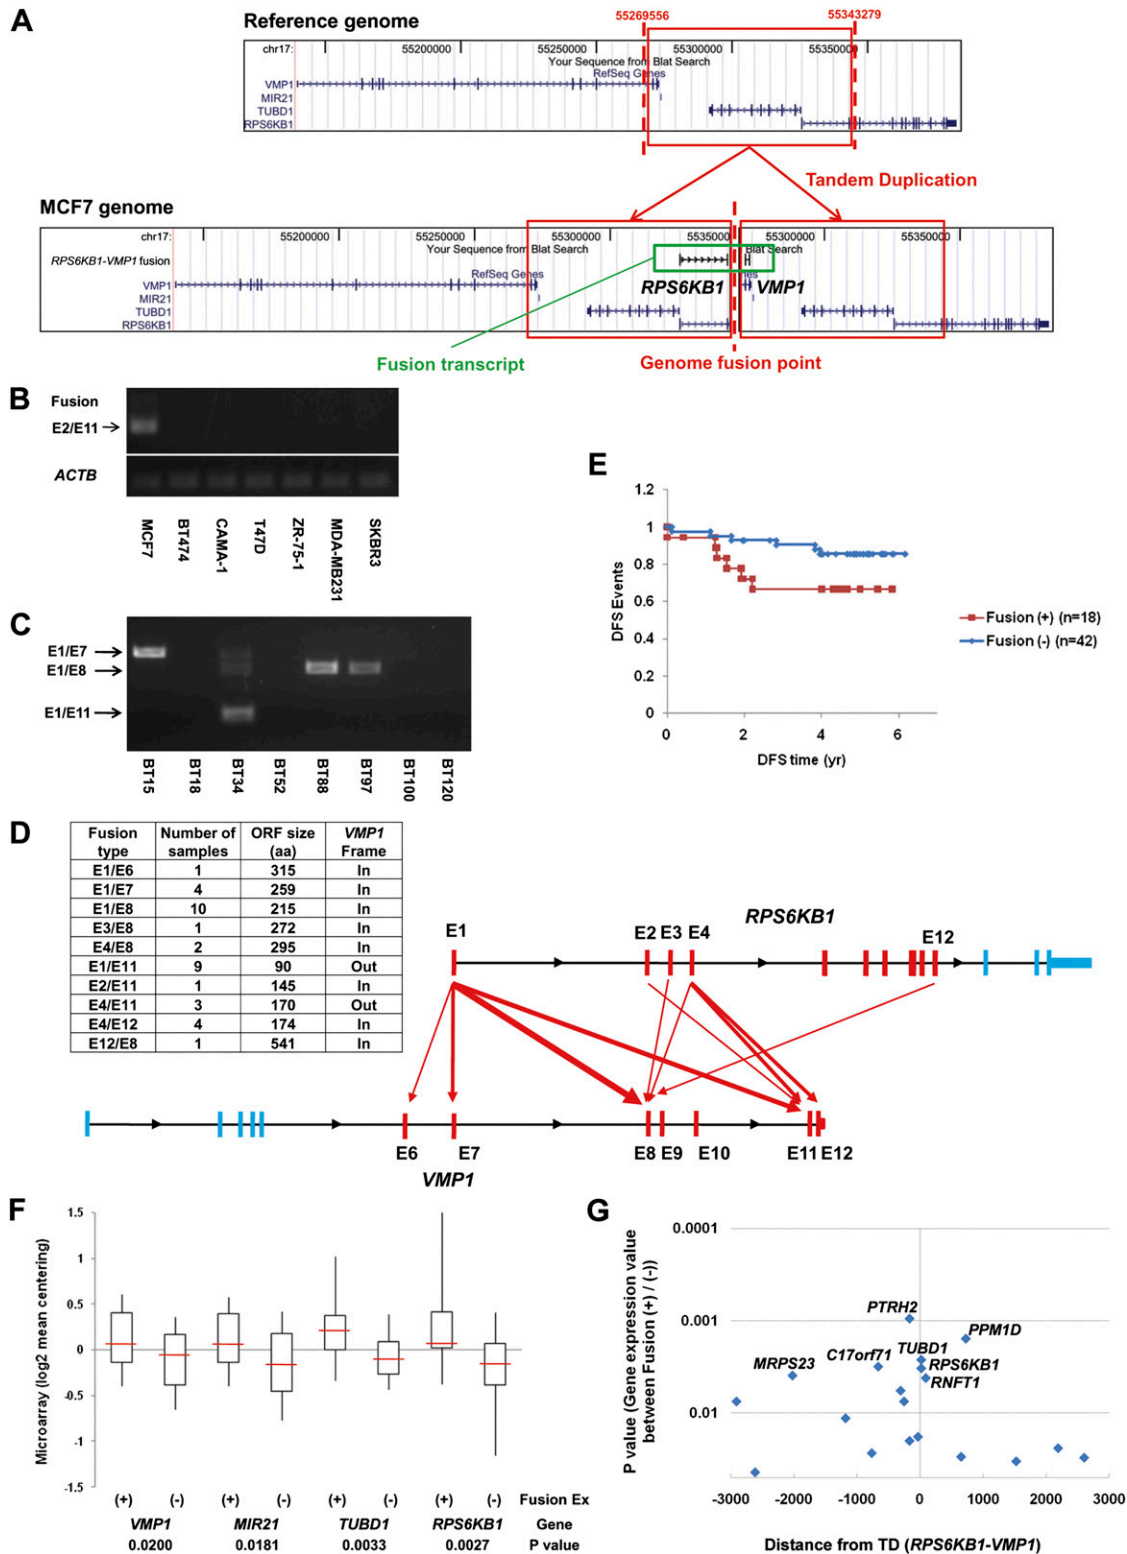 A
Reference genome
55269556
55343279
chr17:
55200000
55250000
55300000
55350000
Your Sequence from Blat Search
RefSeq Genes
VMP1
MIR21
TUBD1
RPS6KB1
Tandem Duplication
MCF7 genome
chr17:
55200000
55250000
55300000
5535000
55300000
55350000
Your Sequence from Blat Search
Blat Search
RPS6KB1-VMP1 fusion
RefSeq Genes
nes
VMP1
MIR21
TUBD1
RPS6KB1
RPS6KB1
VMP1
Fusion transcript
Genome fusion point
B
Fusion
E2/E11
ACTB
MCF7
BT474
CAMA-1
T47D
ZR-75-1
MDA-MB231
SKBR3
C
E1/E7
E1/E8
E1/E11
BT15
BT18
BT34
BT52
BT88
BT97
BT100
BT120
E
1.2
1
0.8
0.6
0.4
0.2
0
0 2 4 6
DFS Events
DFS time (yr)
Fusion (+) (n=18)
Fusion (-) (n=42)
D
Fusion type Number of samples ORF size (aa) VMP1 Frame
E1/E6 1 315 In
E1/E7 4 259 In
E1/E8 10 215 In
E3/E8 1 272 In
E4/E8 2 295 In
E1/E11 9 90 Out
E2/E11 1 145 In
E4/E11 3 170 Out
E4/E12 4 174 In
E12/E8 1 541 In
RPS6KB1
E1
E2 E3 E4
E12
E6
E7
E8 E9 E10
E11 E12
VMP1
F
1.5
1
0.5
0
-0.5
-1
-1.5
Microarray (log2 mean centering)
(+) (-) (+) (-) (+) (-) (+) (-) Fusion Ex
VMP1 MIR21 TUBD1 RPS6KB1 Gene
0.0200 0.0181 0.0033 0.0027 P value
G
0.0001
0.001
0.01
P value (Gene expression value between Fusion (+) / (-))
PTRH2
PPM1D
TUBD1
C17orf71
RPS6KB1
MRPS23
RNFT1
-3000 -2000 -1000 0 1000 2000 3000
Distance from TD (RPS6KB1-VMP1)